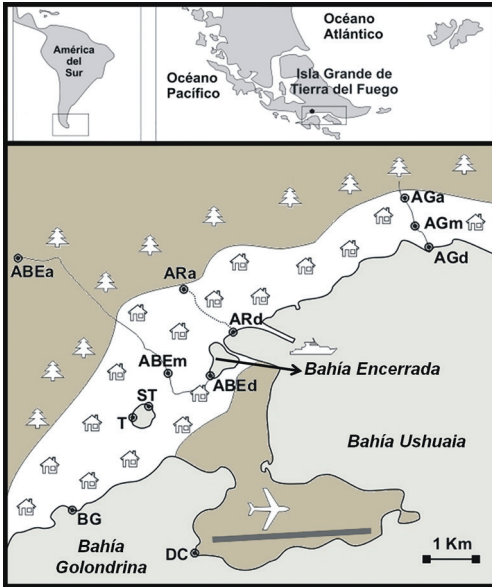 América
del
Sur
Océano
Pacífico
Océano
Atlántico
Isla Grande de
Tierra del Fuego
AGa
AGm
AGd
ABEa
ARa
ARd
ABEm
ABEd
Bahía Encerrada
ST
T
Bahía Ushuaia
BG
Bahía
Golondrina
DC
1 Km